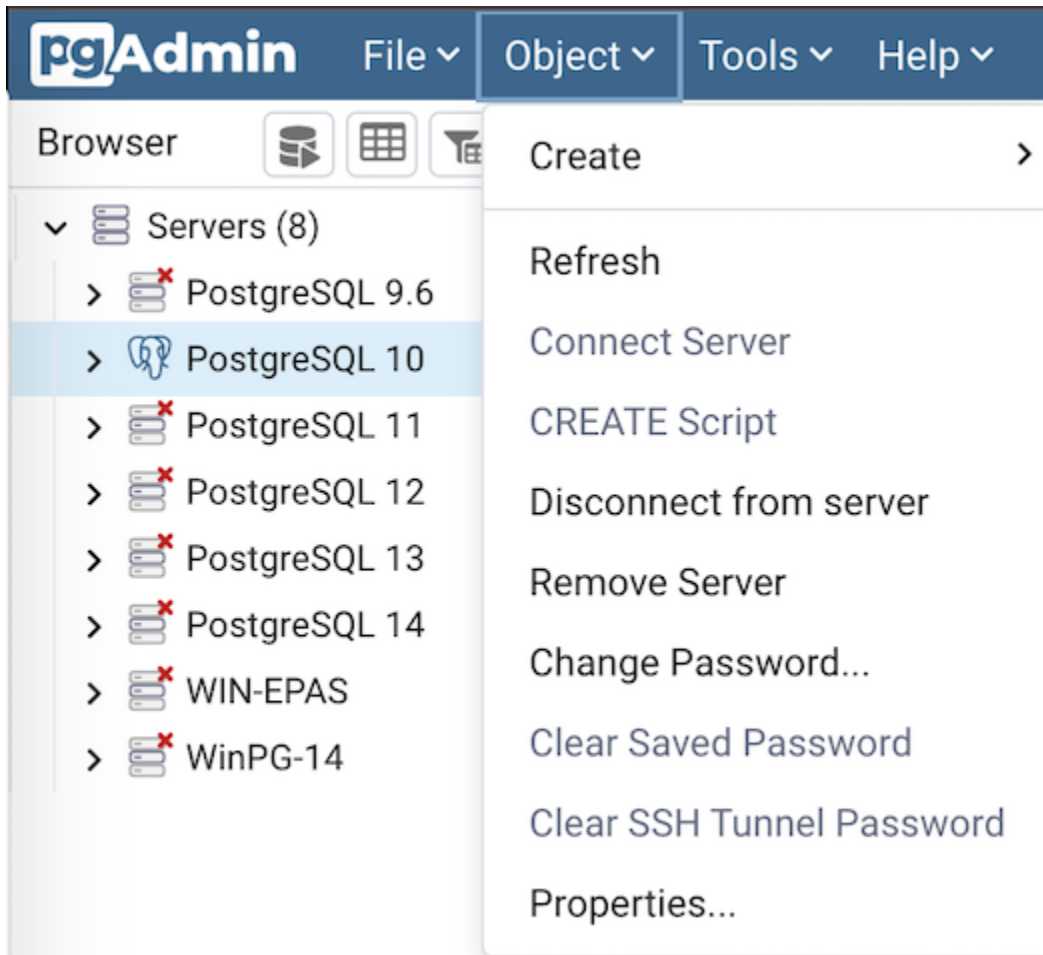 pgAdmin File Object Tools Help
Browser
Servers (8)
PostgreSQL 9.6
PostgreSQL 10
PostgreSQL 11
PostgreSQL 12
PostgreSQL 13
PostgreSQL 14
WIN-EPAS
WinPG-14
Create
Refresh
Connect Server
CREATE Script
Disconnect from server
Remove Server
Change Password...
Clear Saved Password
Clear SSH Tunnel Password
Properties...